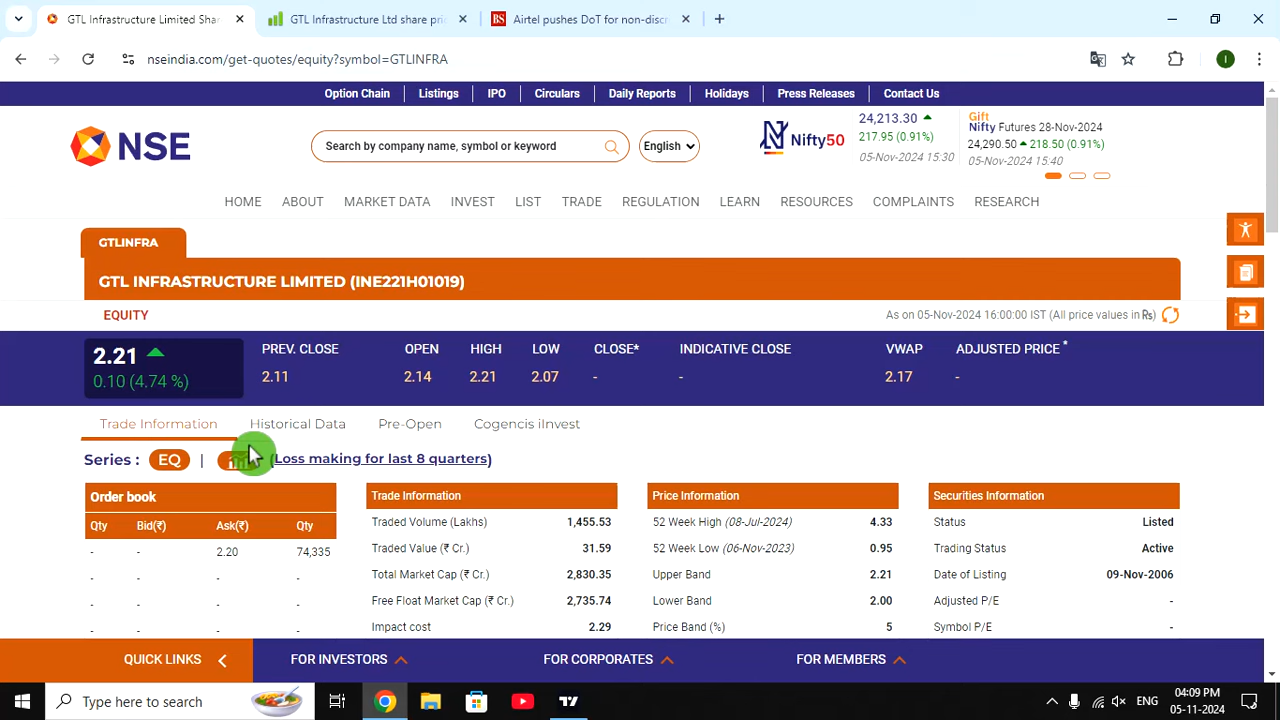 GTL Infrastructure Limited Shar
GTL Infrastructure Ltd share pri
BS Airtel pushes DoT for non-discr
nseindia.com/get-quotes/equity?symbol=GTLINFRA
I
Option Chain | Listings | IPO | Circulars | Daily Reports | Holidays | Press Releases | Contact Us
NSE
Search by company name, symbol or keyword
English
Nifty50
24,213.30
217.95 (0.91%)
05-Nov-2024 15:30
Gift
Nifty Futures 28-Nov-2024
24,290.50 218.50 (0.91%)
05-Nov-2024 15:40
HOME ABOUT MARKET DATA INVEST LIST TRADE REGULATION LEARN RESOURCES COMPLAINTS RESEARCH
GTLINFRA
GTL INFRASTRUCTURE LIMITED (INE221H01019)
EQUITY
As on 05-Nov-2024 16:00:00 IST (All price values in ₨)
2.21
0.10 (4.74 %)
PREV. CLOSE OPEN HIGH LOW CLOSE* INDICATIVE CLOSE VWAP ADJUSTED PRICE *
2.11 2.14 2.21 2.07 - - 2.17 -
Trade Information Historical Data Pre-Open Cogencis iInvest
Series : EQ | (Loss making for last 8 quarters)
Order book
Qty Bid(₹) Ask(₹) Qty
- - 2.20 74,335
- - - -
- - - -
- - - -
Trade Information
Traded Volume (Lakhs) 1,455.53
Traded Value (₹ Cr.) 31.59
Total Market Cap (₹ Cr.) 2,830.35
Free Float Market Cap (₹ Cr.) 2,735.74
Impact cost 2.29
Price Information
52 Week High (08-Jul-2024) 4.33
52 Week Low (06-Nov-2023) 0.95
Upper Band 2.21
Lower Band 2.00
Price Band (%) 5
Securities Information
Status Listed
Trading Status Active
Date of Listing 09-Nov-2006
Adjusted P/E -
Symbol P/E -
QUICK LINKS
FOR INVESTORS
FOR CORPORATES
FOR MEMBERS
Type here to search
ENG
04:09 PM
05-11-2024